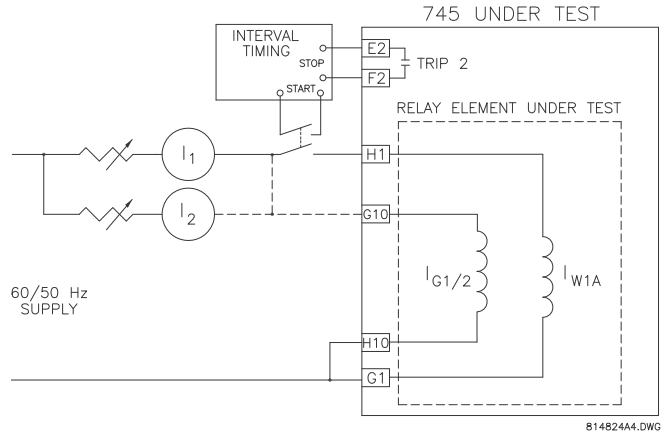 745 UNDER TEST
INTERVAL
TIMING
STOP
START
E2
F2
TRIP 2
RELAY ELEMENT UNDER TEST
I1
H1
I2
G10
IG1/2
IW1A
60/50 Hz
SUPPLY
H10
G1
814824A4.DWG